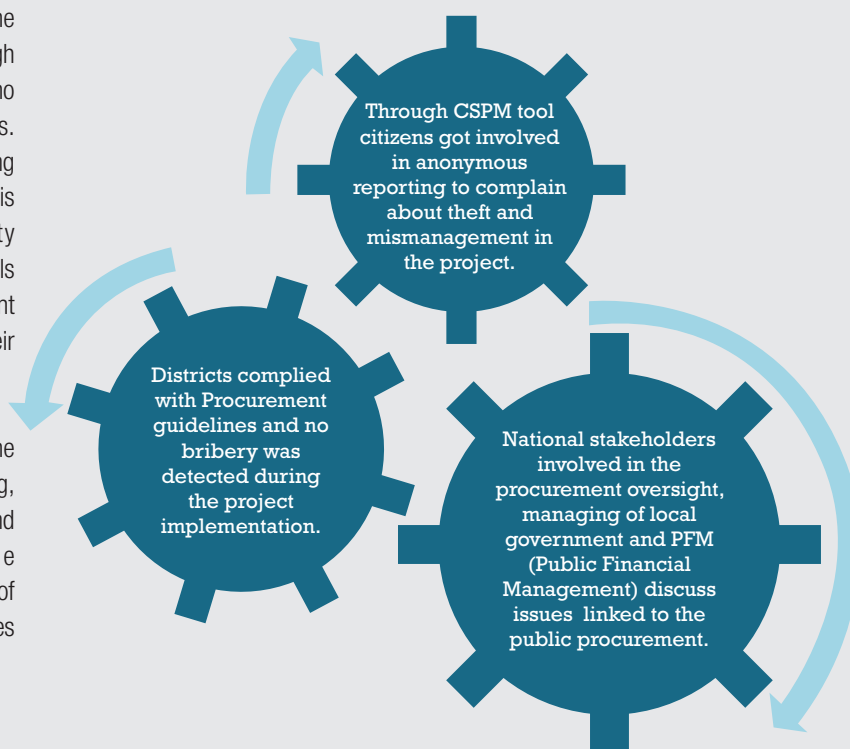 Through CSPM tool
citizens got involved
in anonymous
reporting to complain
about theft and
mismanagement in
the project.
Districts complied
with Procurement
guidelines and no
bribery was
detected during
the project
implementation.
National stakeholders
involved in the
procurement oversight,
managing of local
government and PFM
(Public Financial
Management) discuss
issues linked to the
public procurement.